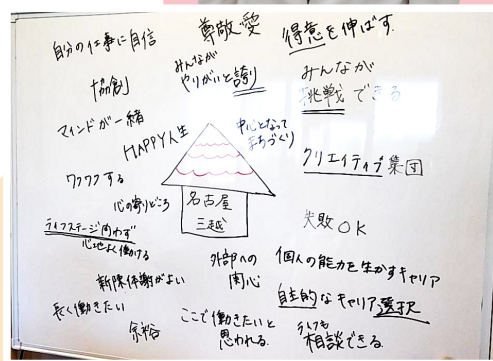 自分の仕事に自信
尊敬 愛
得意を伸ばす.
協創
みんなが
やりがいと誇り
みんなが
挑戦できる
マインドが一緒
HAPPY人生
中心となって
まちづくり
クリエイティブ集団
ワクワクする
心の寄りどころ
名古屋
三越
失敗OK
ライフステージ問わず
心地よく働ける
外部への
関心
個人の能力を生かすキャリア
新陳代謝がよい
自主的なキャリア選択
長く働きたい
余裕
ここで働きたいと
思われる.
相談できる.